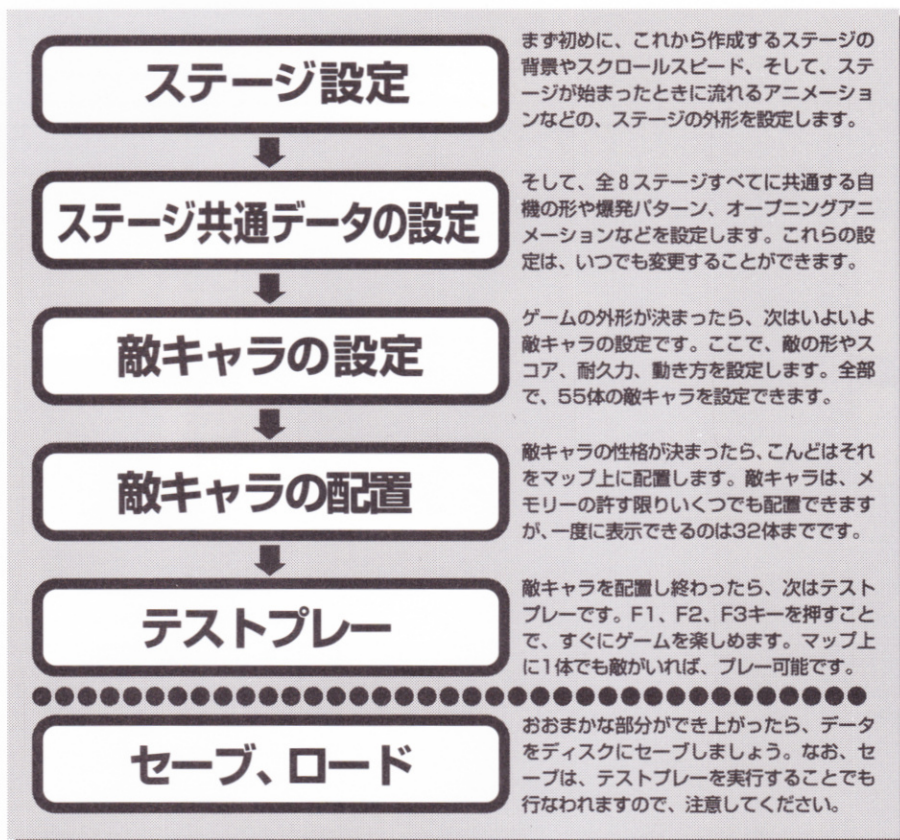 ステージ設定
まず初めに、これから作成するステージの
背景やスクロールスピード、そして、ステ
ージが始まったときに流れるアニメーショ
ンなどの、ステージの外形を設定します。
ステージ共通データの設定
そして、全8ステージすべてに共通する自
機の形や爆発パターン、オープニングアニ
メーションなどを設定します。これらの設
定は、いつでも変更することができます。
敵キャラの設定
ゲームの外形が決まったら、次はいよいよ
敵キャラの設定です。ここで、敵の形やス
コア、耐久力、動き方を設定します。全部
で、55体の敵キャラを設定できます。
敵キャラの配置
敵キャラの性格が決まったら、こんどはそれ
をマップ上に配置します。敵キャラは、メ
モリーの許す限りいくつでも配置できます
が、一度に表示できるのは32体までです。
テストプレー
敵キャラを配置し終わったら、次はテスト
プレーです。F1、F2、F3キーを押すこと
で、すぐにゲームを楽しめます。マップ上
に1体でも敵がいれば、プレー可能です。
セーブ、ロード
おおまかな部分ができ上がったら、データ
をディスクにセーブしましょう。なお、セ
ーブは、テストプレーを実行することでも
行なわれますので、注意してください。